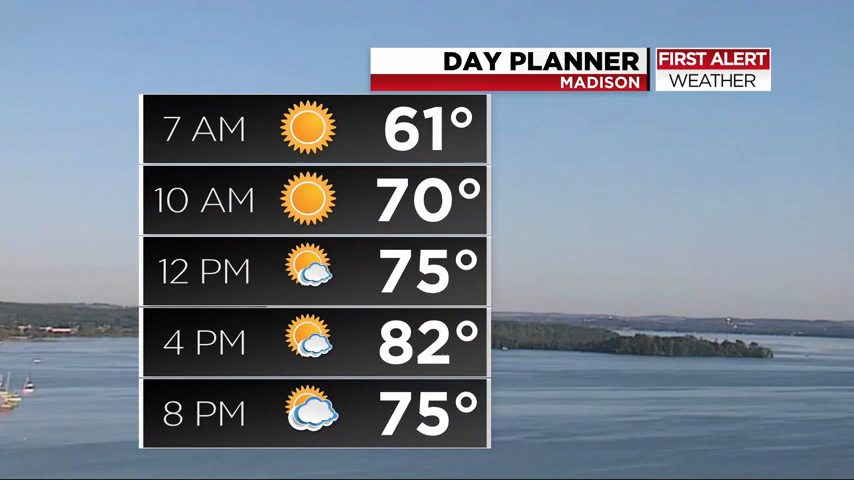 DAY PLANNER
MADISON
FIRST ALERT
WEATHER
7 AM 61°
10 AM 70°
12 PM 75°
4 PM 82°
8 PM 75°